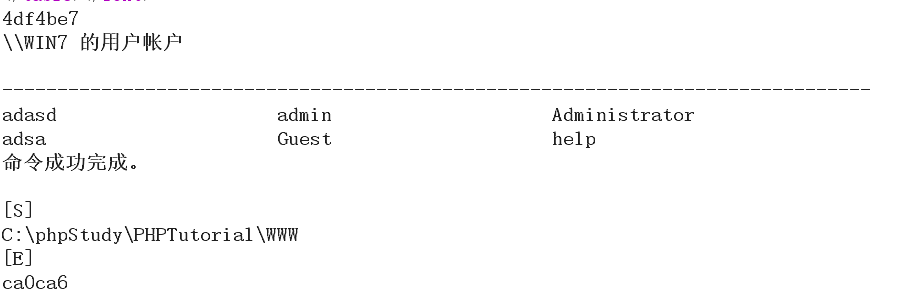 4df4be7
\\WIN7 的用户帐户
-------------------------------------------------------------------------------
adasd admin Administrator
adsa Guest help
命令成功完成。
[S]
C:\phpStudy\PHPTutorial\WWW
[E]
ca0ca6